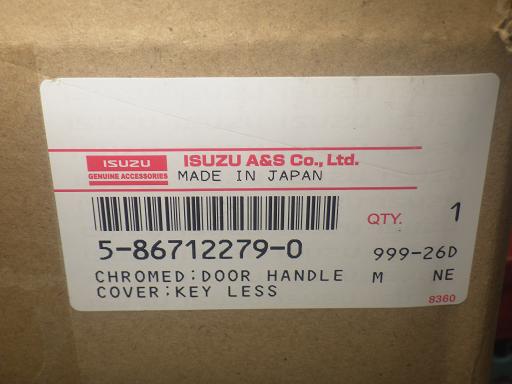 ISUZU
GENUINE ACCESSORIES
ISUZU A&S Co., Ltd.
MADE IN JAPAN
QTY. 1
5-86712279-0
999-26D
CHROMED:DOOR HANDLE
M NE
COVER:KEY LESS
8360